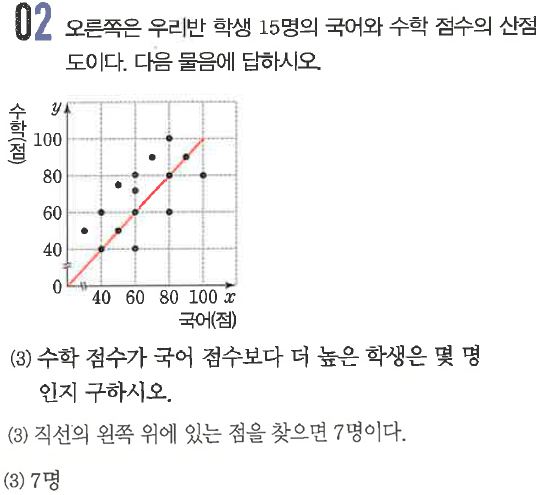 02 오른쪽은 우리반 학생 15명의 국어와 수학 점수의 산점
도이다. 다음 물음에 답하시오.
수학(점)
y
100
80
60
40
0
40 60 80 100 x
국어(점)
(3) 수학 점수가 국어 점수보다 더 높은 학생은 몇 명
인지 구하시오.
(3) 직선의 왼쪽 위에 있는 점을 찾으면 7명이다.
(3) 7명